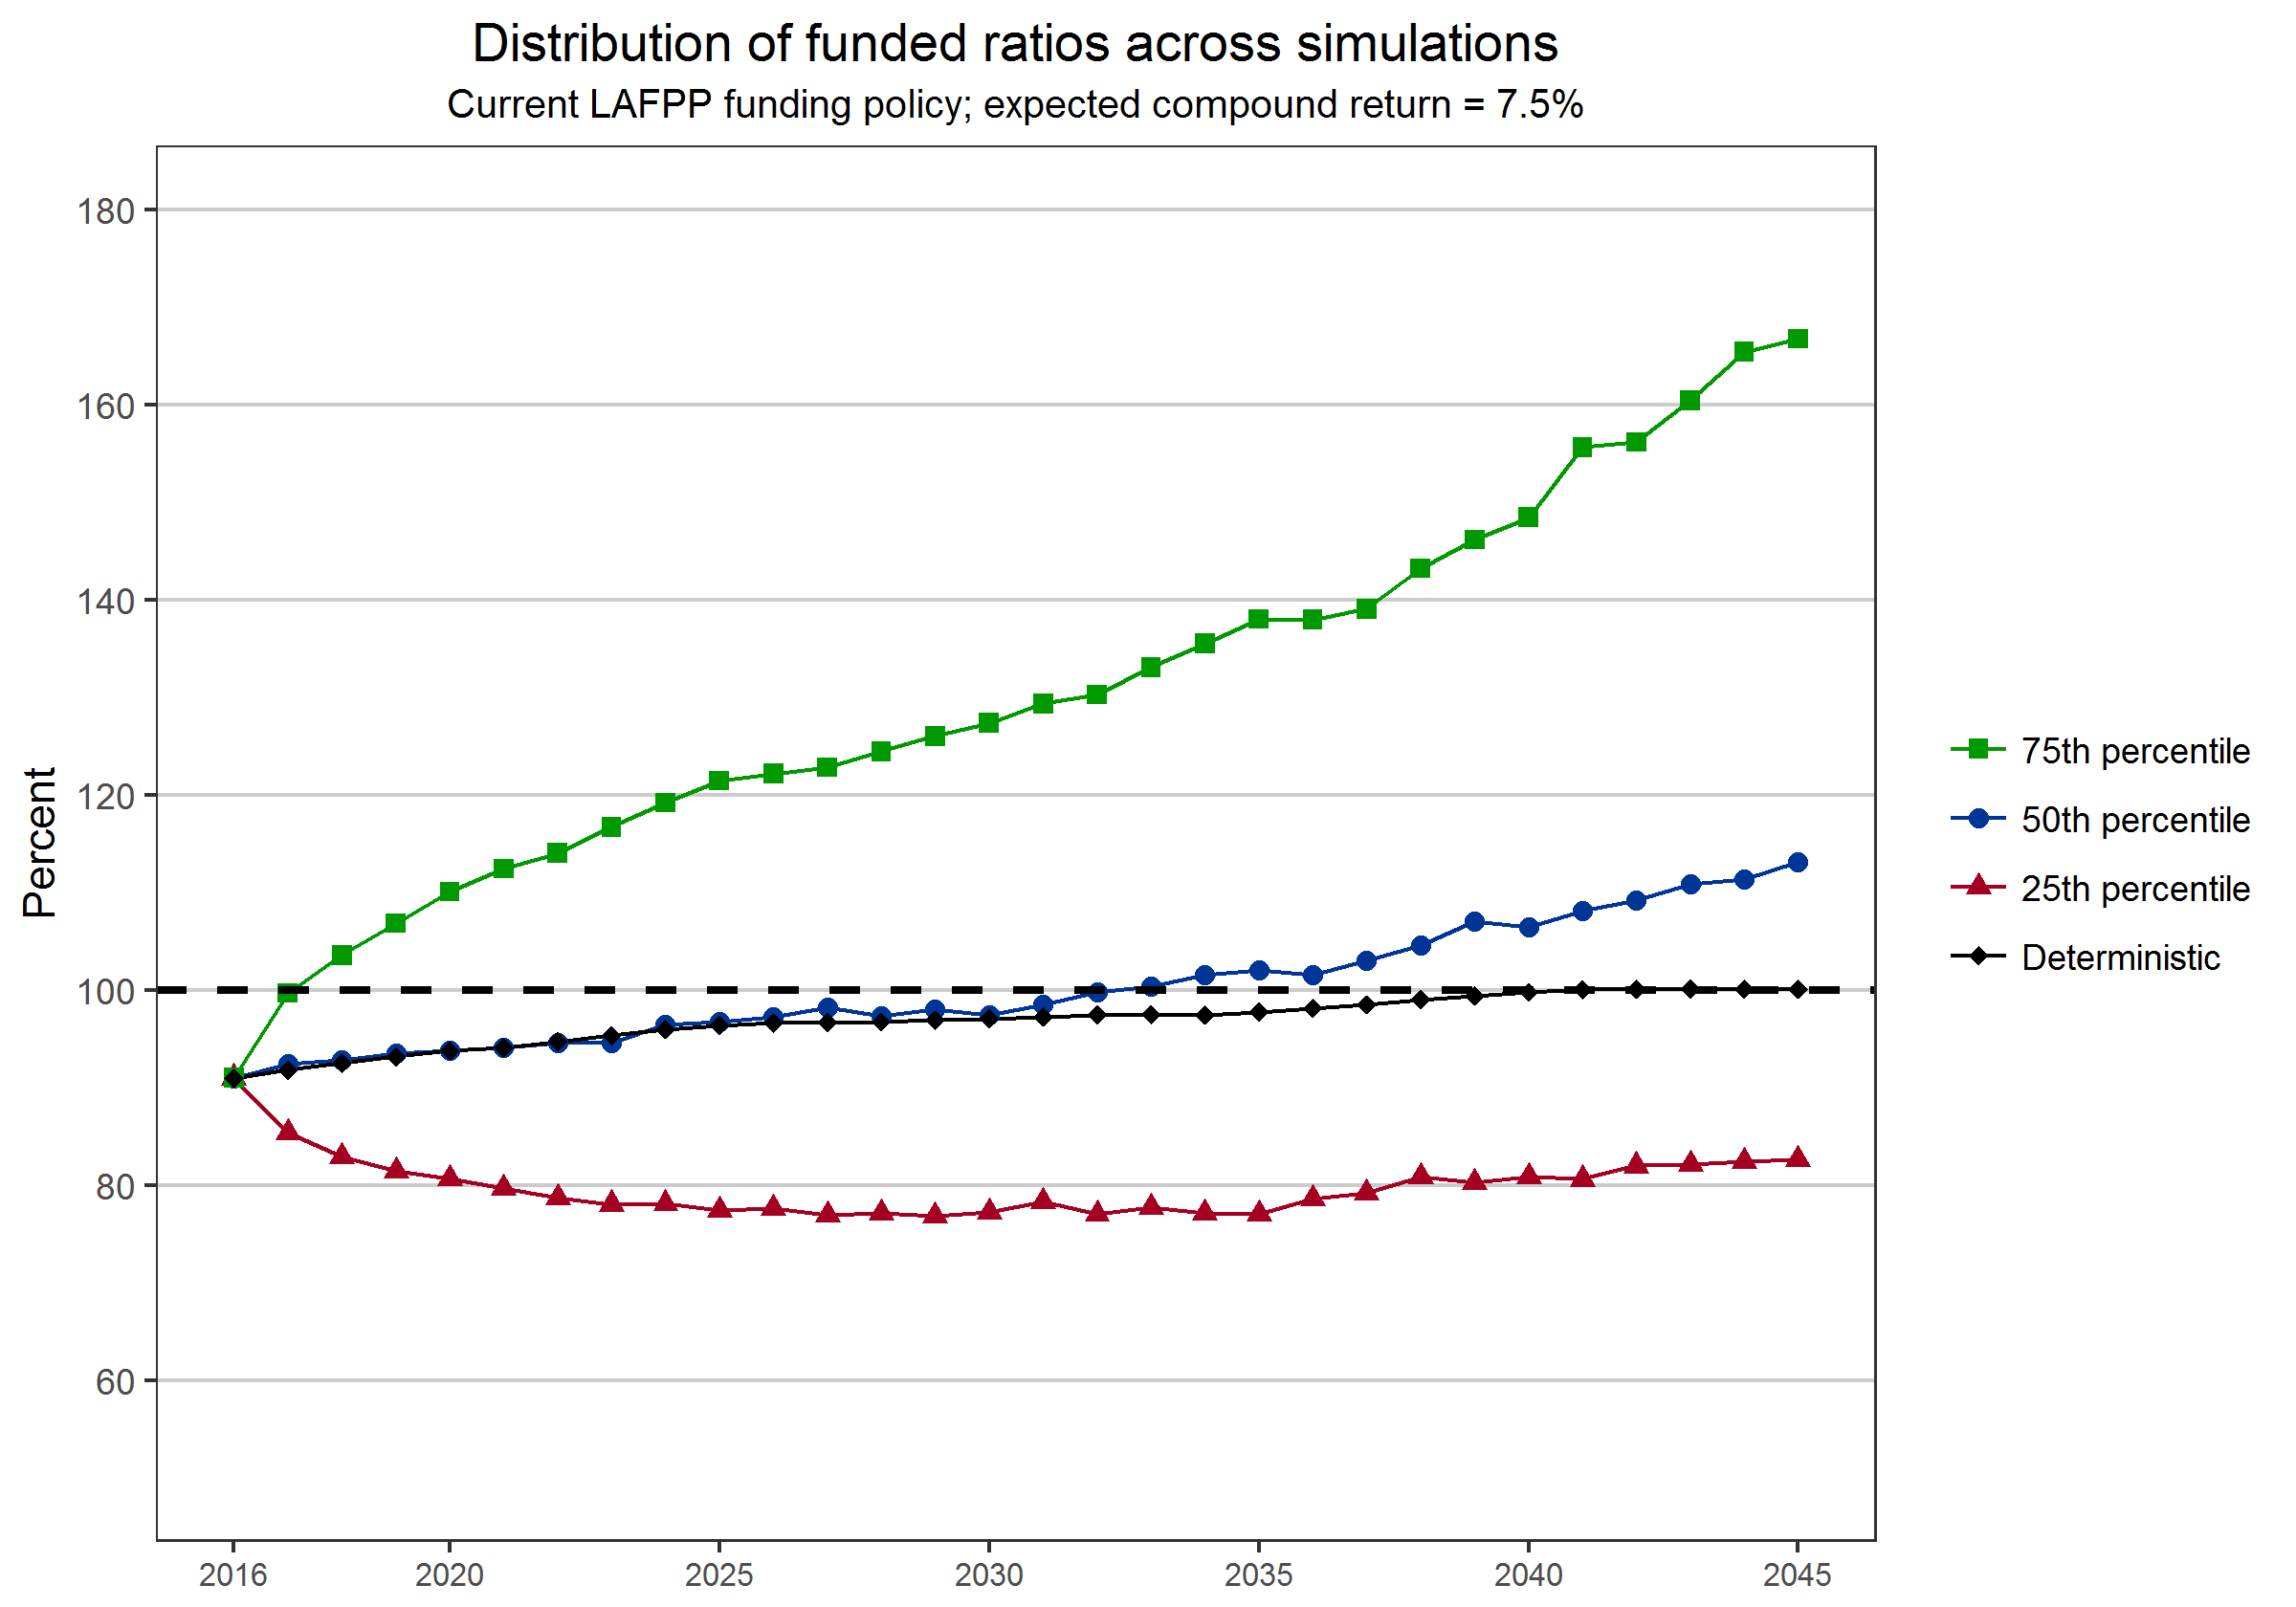 Distribution of funded ratios across simulations
Current LAFPP funding policy; expected compound return = 7.5%
Percent
180
160
140
120
100
80
60
2016 2020 2025 2030 2035 2040 2045
75th percentile
50th percentile
25th percentile
Deterministic